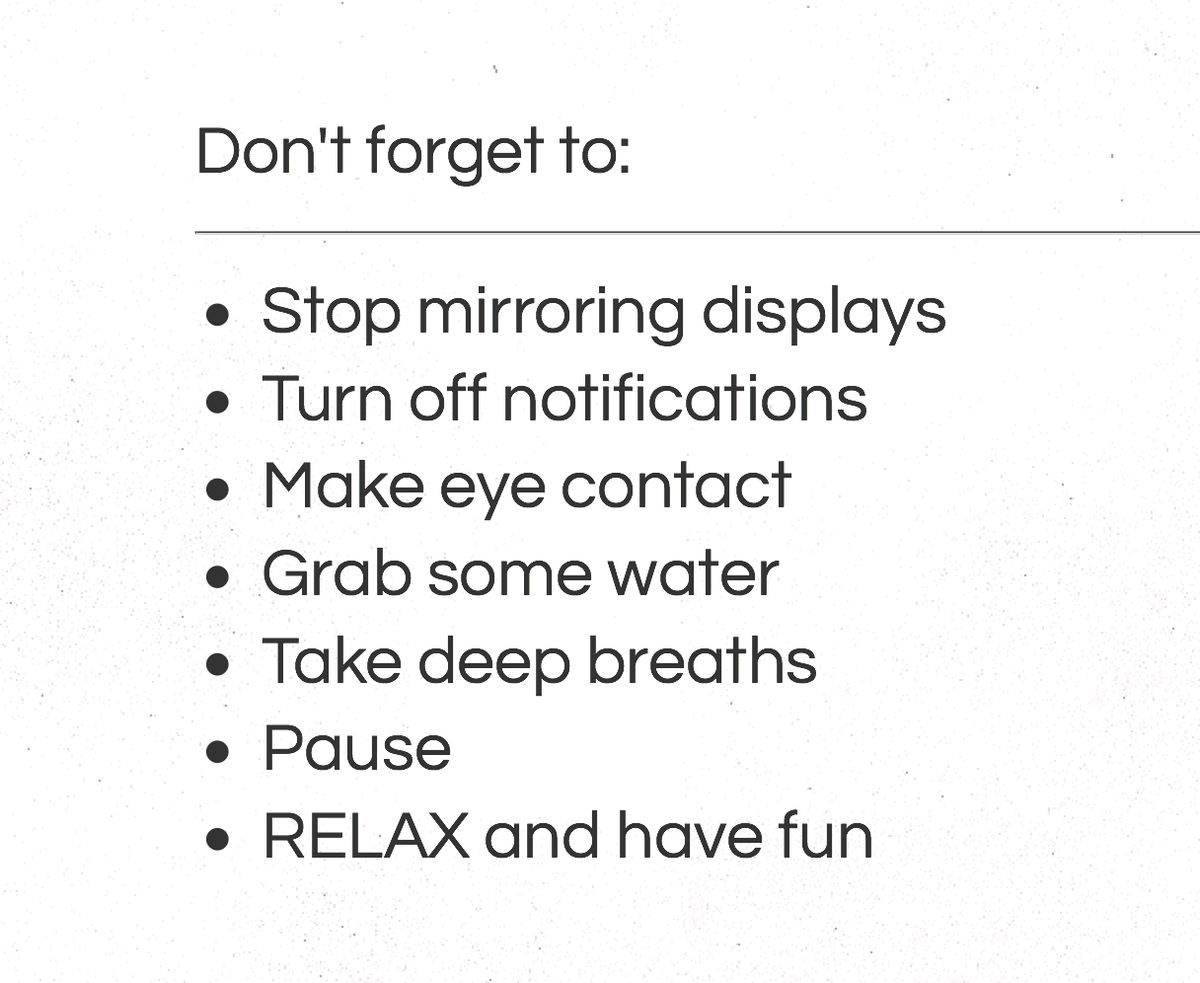 Don't forget to:
• Stop mirroring displays
• Turn off notifications
• Make eye contact
• Grab some water
• Take deep breaths
• Pause
• RELAX and have fun